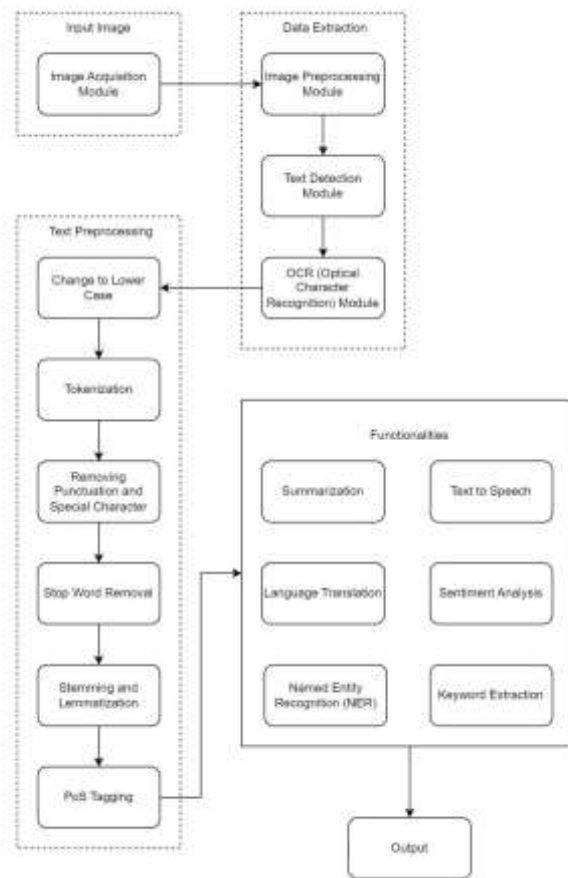 Input Image
Image Acquisition
Module
Data Extraction
Image Preprocessing
Module
Text Detection
Module
OCR (Optical
Character
Recognition) Module
Text Preprocessing
Change to Lower
Case
Tokenization
Removing
Punctuation and
Special Character
Stop Word Removal
Stemming and
Lemmatization
PoS Tagging
Functionalities
Summarization
Text to Speech
Language Translation
Sentiment Analysis
Named Entity
Recognition (NER)
Keyword Extraction
Output